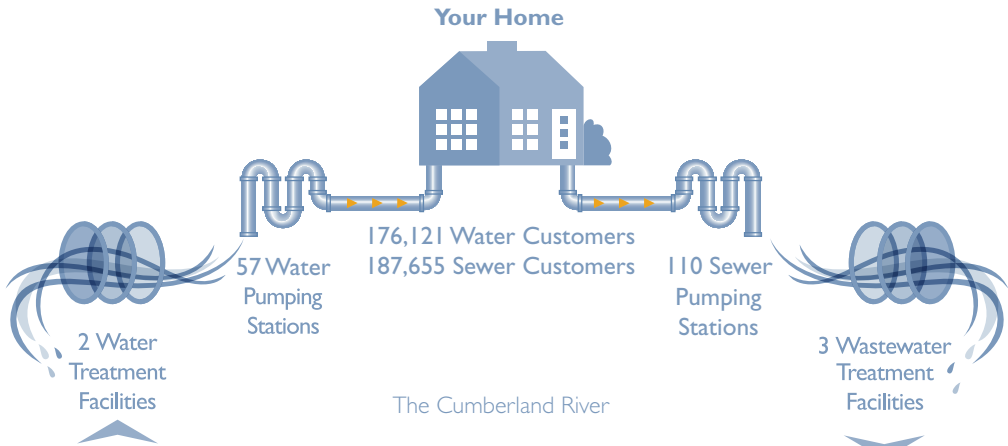 Your Home
176,121 Water Customers
187,655 Sewer Customers
57 Water
Pumping
Stations
110 Sewer
Pumping
Stations
2 Water
Treatment
Facilities
3 Wastewater
Treatment
Facilities
The Cumberland River